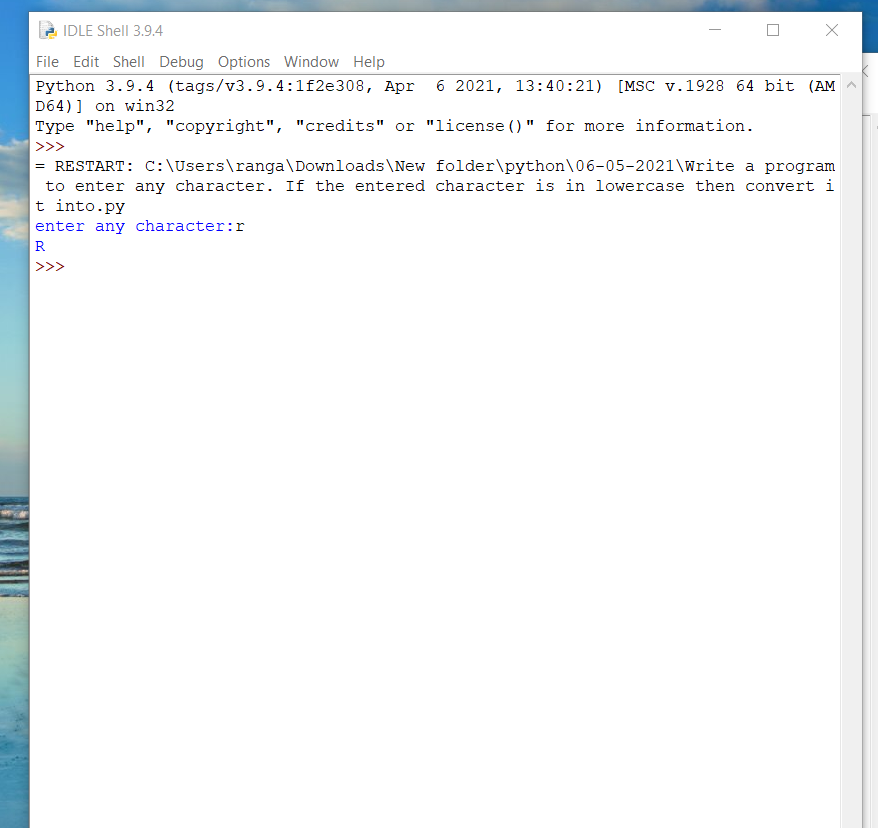 IDLE Shell 3.9.4
File Edit Shell Debug Options Window Help
Python 3.9.4 (tags/v3.9.4:1f2e308, Apr  6 2021, 13:40:21) [MSC v.1928 64 bit (AM
D64)] on win32
Type "help", "copyright", "credits" or "license()" for more information.
>>>
= RESTART: C:\Users\ranga\Downloads\New folder\python\06-05-2021\Write a program
 to enter any character. If the entered character is in lowercase then convert i
t into.py
enter any character:r
R
>>>